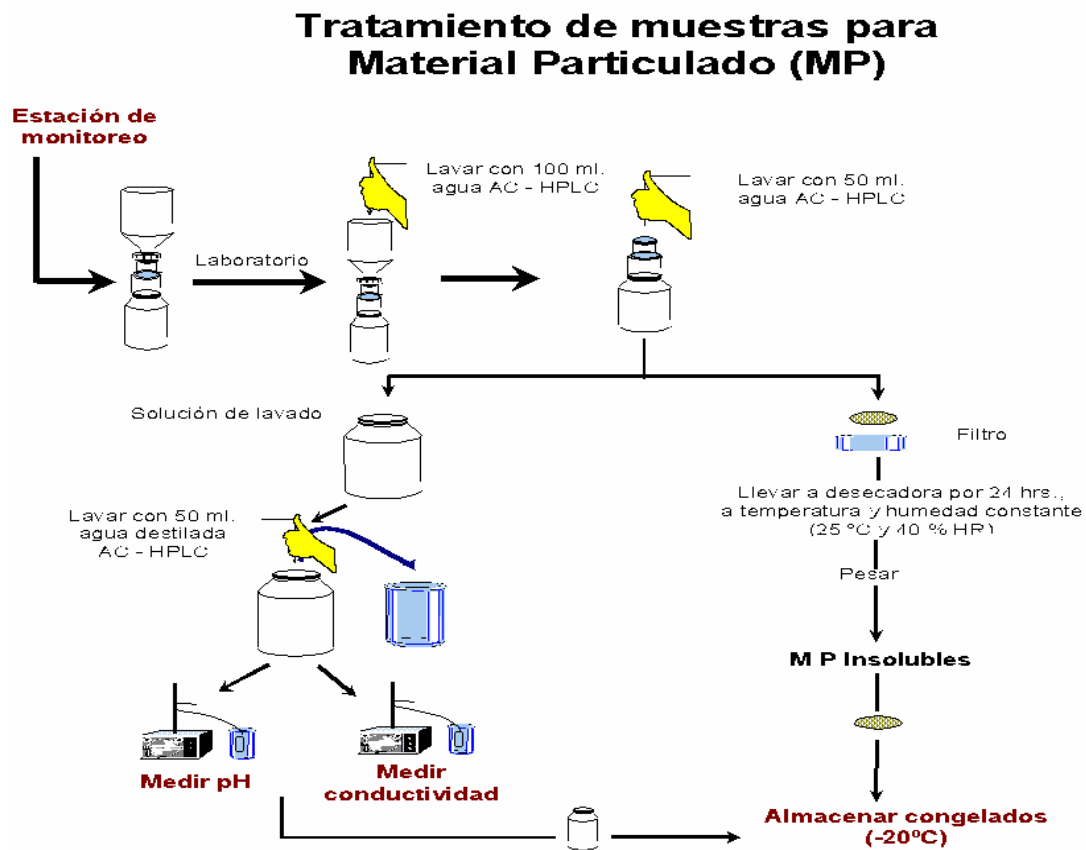 Tratamiento de muestras para
Material Particulado (MP)
Estación de
monitoreo
Lavar con 100 ml.
agua AC - HPLC
Lavar con 50 ml.
agua AC - HPLC
Laboratorio
Solución de lavado
Filtro
Llevar a desecadora por 24 hrs.,
a temperatura y humedad constante
(25 ºC y 40 % HR)
Lavar con 50 ml.
agua destilada
AC - HPLC
Pesar
M P Insolubles
Medir pH
Medir
conductividad
Almacenar congelados
(-20ºC)